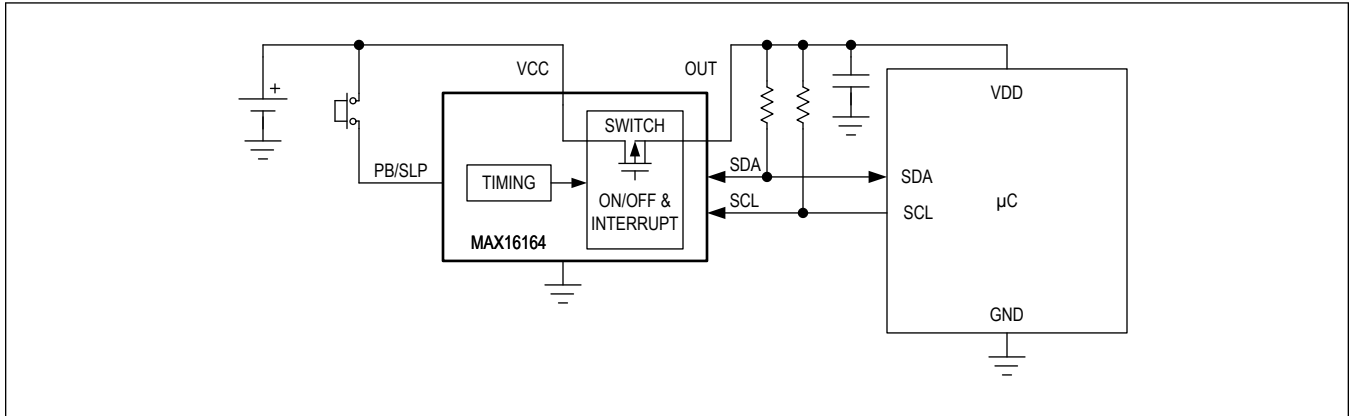 VCC
OUT
+
VDD
SWITCH
PB/SLP
TIMING
SDA
SDA
ON/OFF &
INTERRUPT
SCL
SCL
µC
MAX16164
GND